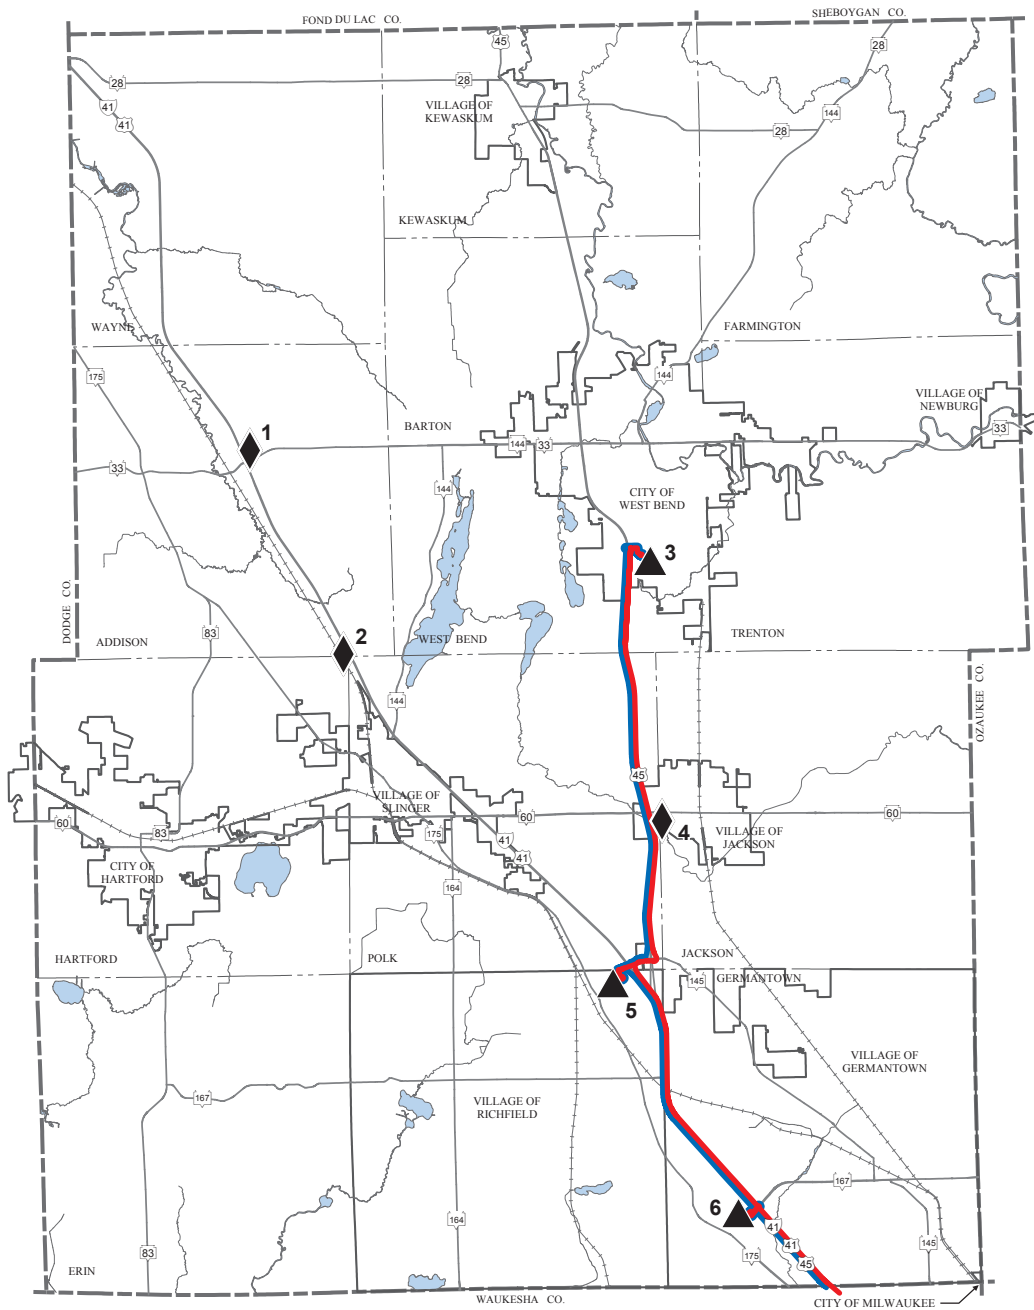 FOND DU LAC CO.
SHEBOYGAN CO.
45
28
28
28
41
41
VILLAGE OF
KEWASKUM
144
28
KEWASKUM
WAYNE
FARMINGTON
175
144
VILLAGE OF
NEWBURG
1
BARTON
144
33
33
33
144
CITY OF
WEST BEND
3
DODGE CO.
83
2
ADDISON
WEST BEND
TRENTON
OZAUKEE CO.
144
45
VILLAGE OF
SLINGER
60
60
60
83
175
41
41
4
VILLAGE OF
JACKSON
CITY OF
HARTFORD
164
HARTFORD
POLK
JACKSON
GERMANTOWN
145
5
VILLAGE OF
GERMANTOWN
167
VILLAGE OF
RICHFIELD
167
6
164
41
41
45
83
175
145
ERIN
WAUKESHA CO.
CITY OF MILWAUKEE